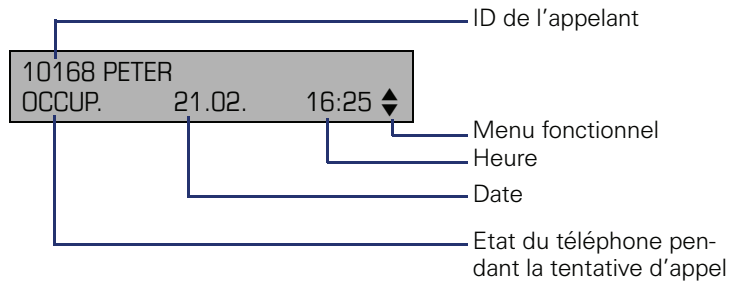 ID de l'appelant
10168 PETER
OCCUP. 21.02. 16:25
Menu fonctionnel
Heure
Date
Etat du téléphone pen-
dant la tentative d'appel